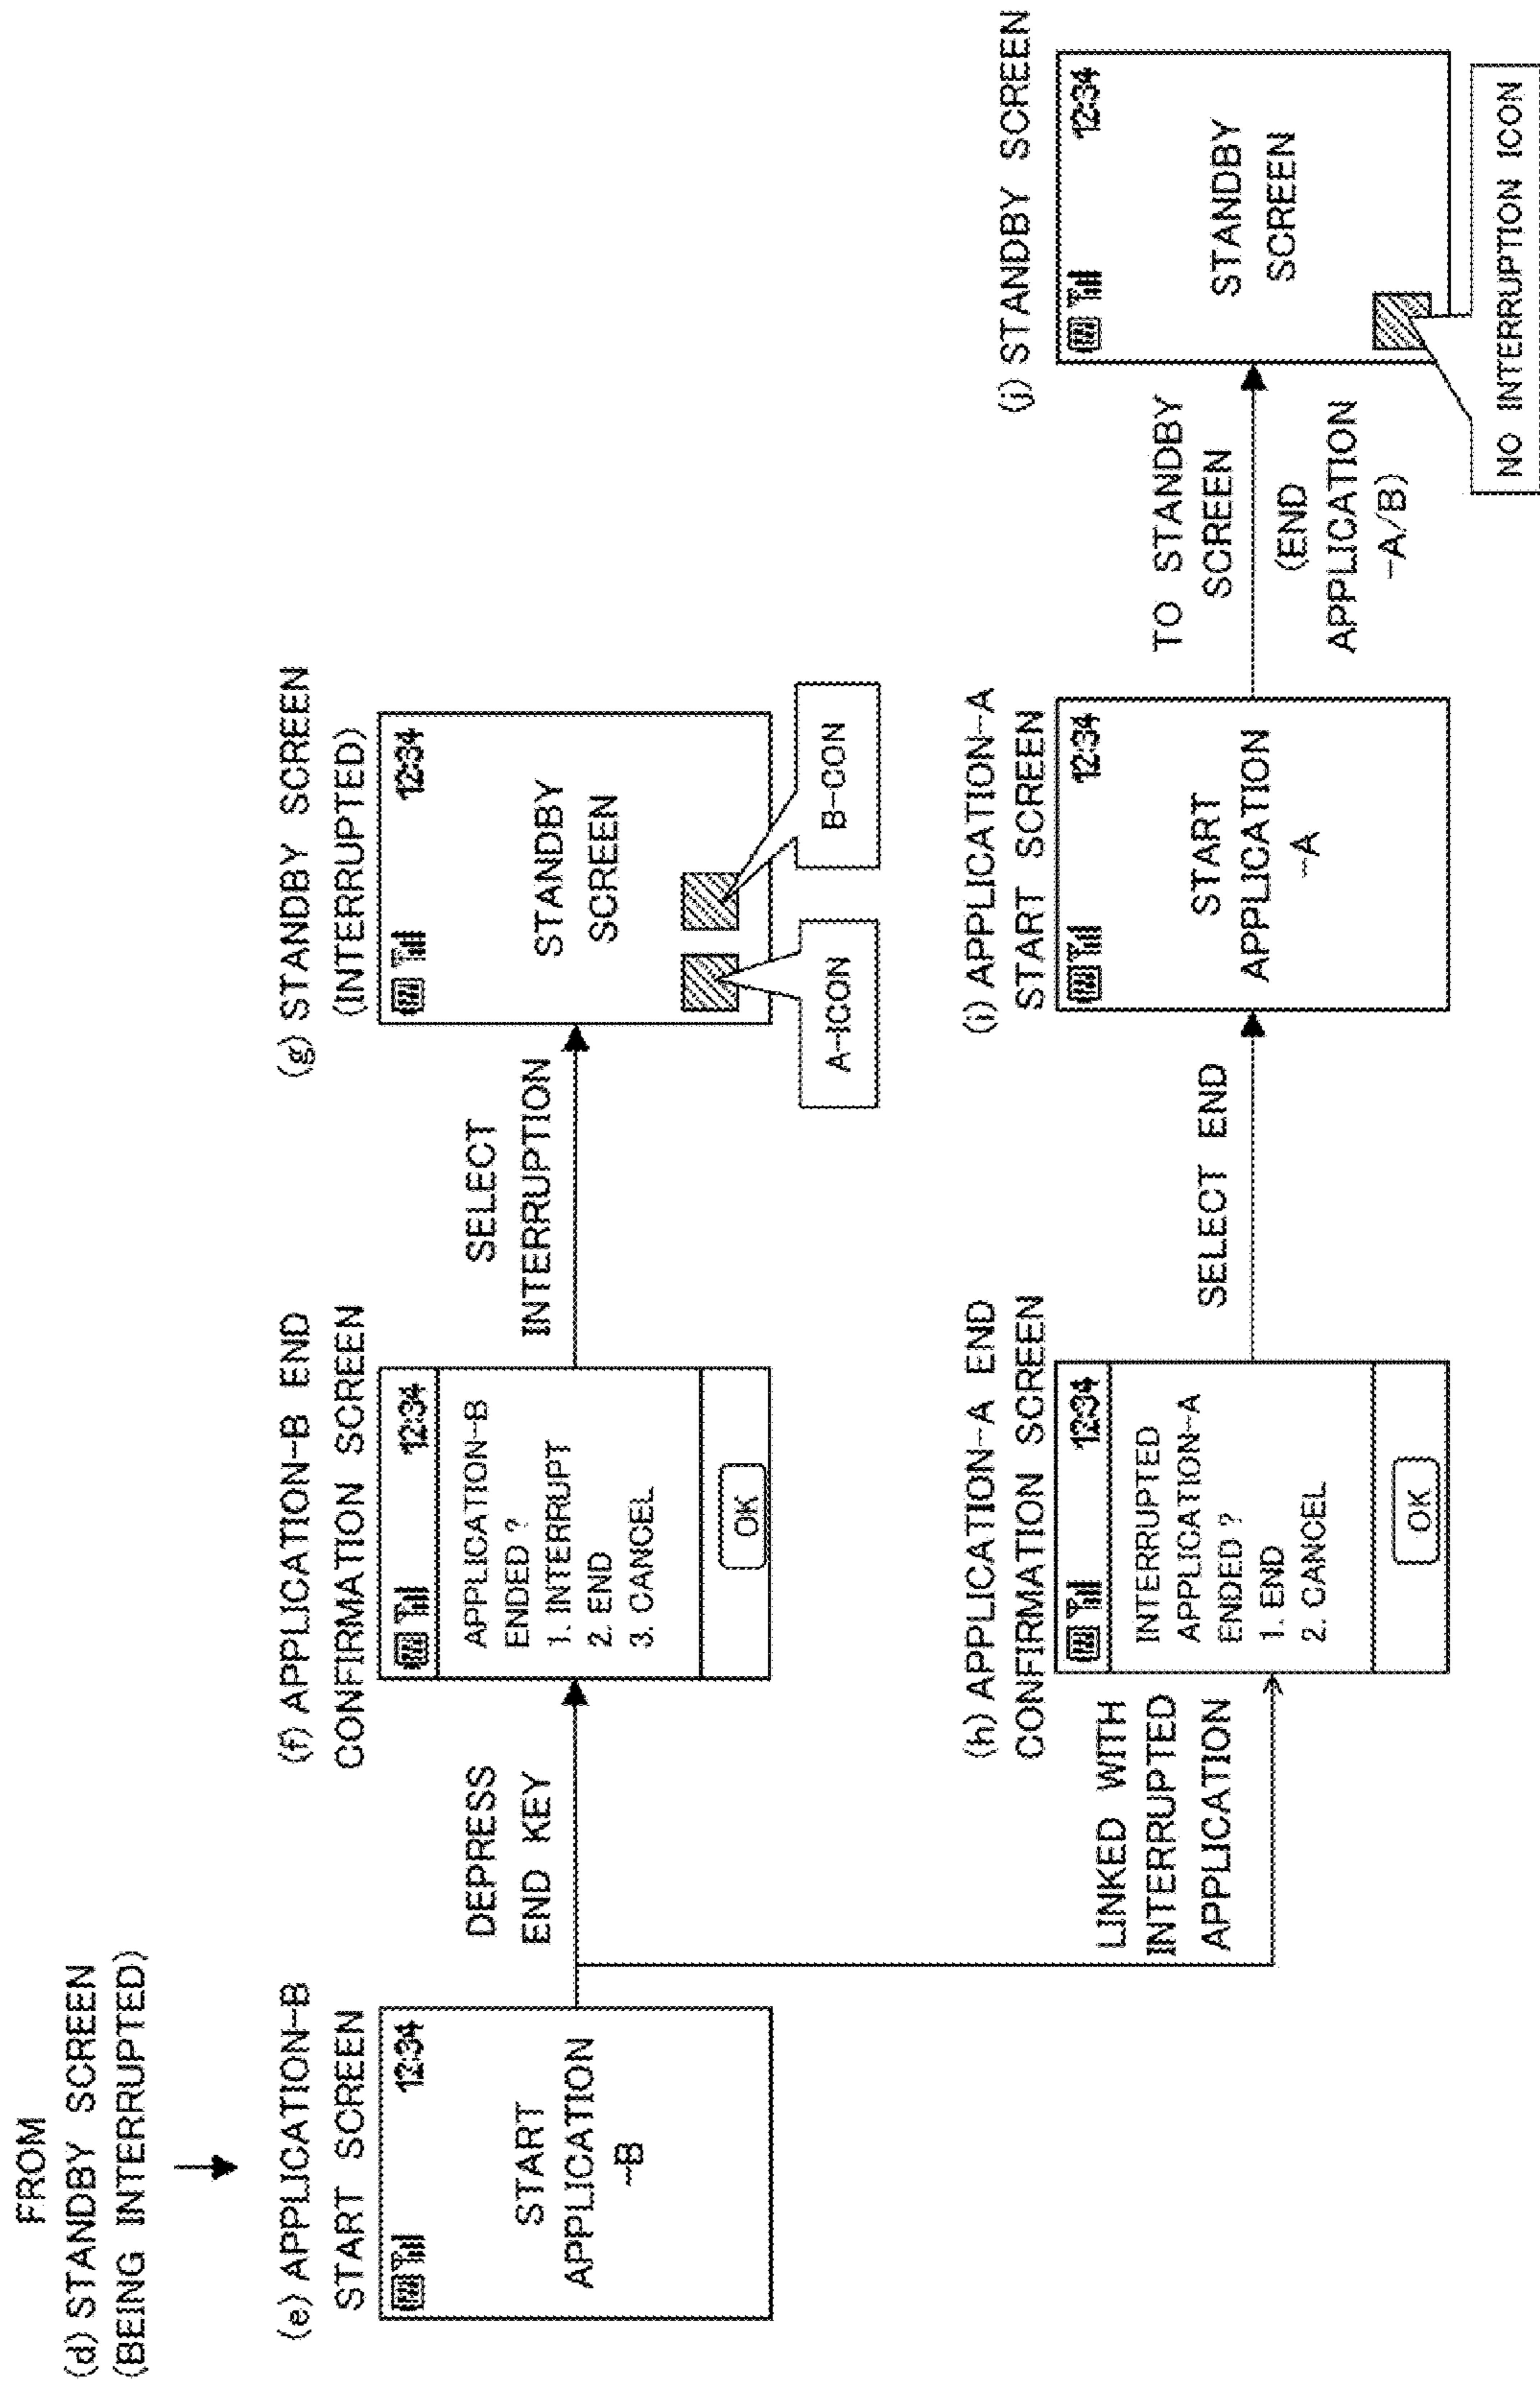 FROM
(d) STANDBY SCREEN
(BEING INTERRUPTED)
(e) APPLICATION-B
START SCREEN
12:34
START
APPLICATION
-B
DEPRESS
END KEY
(f) APPLICATION-B END
CONFIRMATION SCREEN
12:34
APPLICATION-B
ENDED ?
1. INTERRUPT
2. END
3. CANCEL
OK
SELECT
INTERRUPTION
(g) STANDBY SCREEN
(INTERRUPTED)
12:34
STANDBY
SCREEN
A-ICON
B-CON
LINKED WITH
INTERRUPTED
APPLICATION
(h) APPLICATION-A END
CONFIRMATION SCREEN
12:34
INTERRUPTED
APPLICATION-A
ENDED ?
1. END
2. CANCEL
OK
SELECT END
(i) APPLICATION-A
START SCREEN
12:34
START
APPLICATION
-A
TO STANDBY
SCREEN
(END
APPLICATION
-A/B)
(j) STANDBY SCREEN
12:34
STANDBY
SCREEN
NO INTERRUPTION ICON